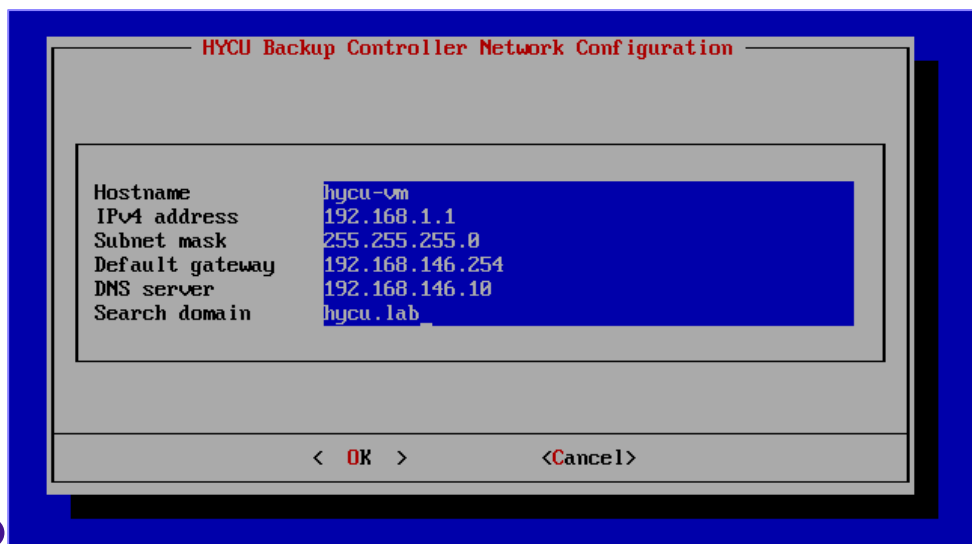 HYCU Backup Controller Network Configuration
Hostname hycu-vm
IPv4 address 192.168.1.1
Subnet mask 255.255.255.0
Default gateway 192.168.146.254
DNS server 192.168.146.10
Search domain hycu.lab_
< OK > <Cancel>